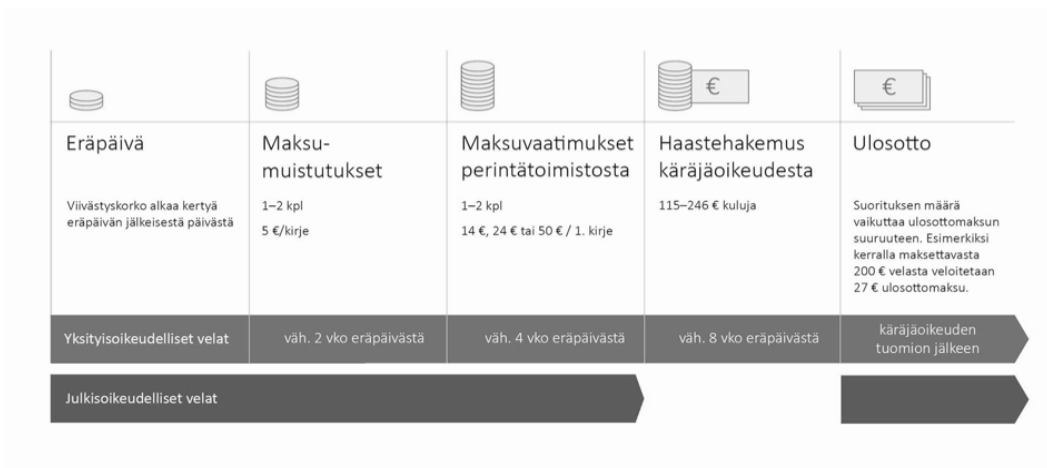 €
€
Eräpäivä
Maksu-
muistutukset
Maksuvaatimukset
perintätoimistosta
Haastehakemus
käräjäoikeudesta
Ulosotto
Viivästyskorko alkaa kertyä
eräpäivän jälkeisestä päivästä
1–2 kpl
5 €/kirje
1–2 kpl
14 €, 24 € tai 50 € / 1. kirje
115–246 € kuluja
Suorituksen määrä
vaikuttaa ulosottomaksun
suuruuteen. Esimerkiksi
kerralla maksettavasta
200 € velasta veloitetaan
27 € ulosottomaksu.
Yksityisoikeudelliset velat
väh. 2 vko eräpäivästä
väh. 4 vko eräpäivästä
väh. 8 vko eräpäivästä
käräjäoikeuden
tuomion jälkeen
Julkisoikeudelliset velat